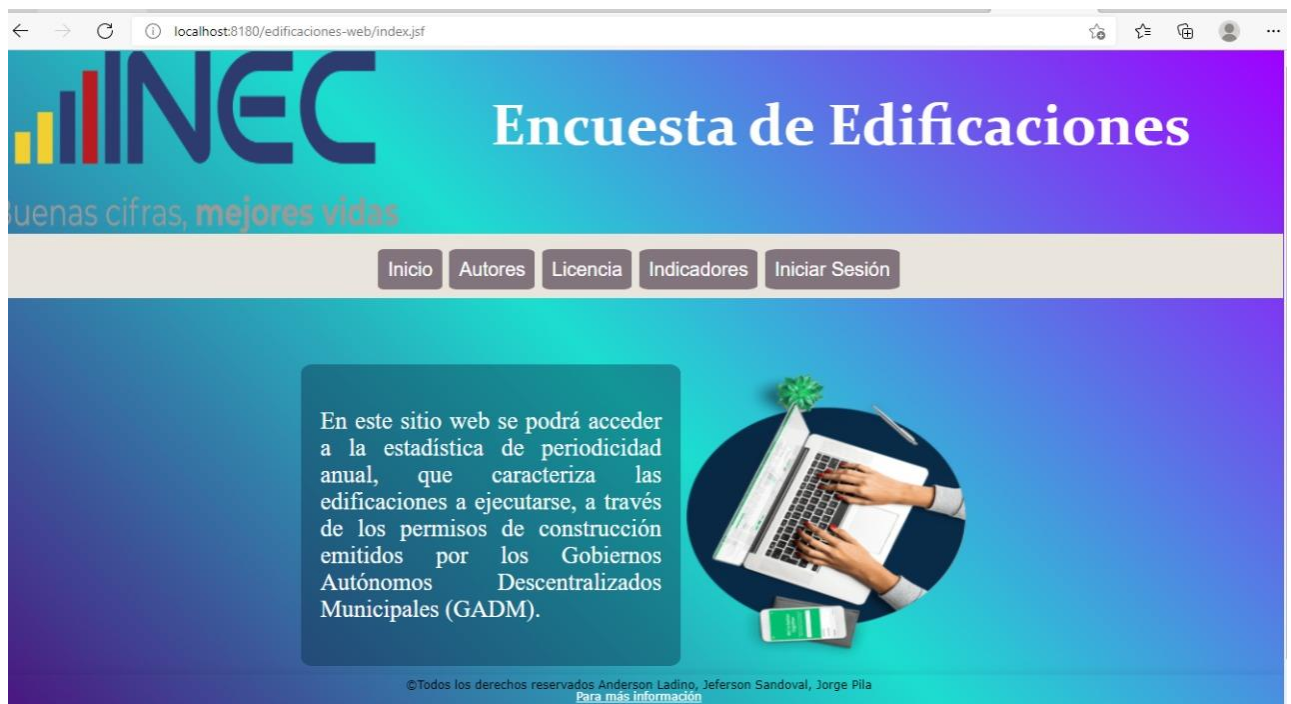 localhost:8180/edificaciones-web/index.jsf
INEC
Encuesta de Edificaciones
Buenas cifras, mejores vidas
Inicio Autores Licencia Indicadores Iniciar Sesión
En este sitio web se podrá acceder
a la estadística de periodicidad
anual, que caracteriza las
edificaciones a ejecutarse, a través
de los permisos de construcción
emitidos por los Gobiernos
Autónomos Descentralizados
Municipales (GADM).
©Todos los derechos reservados Anderson Ladino, Jeferson Sandoval, Jorge Pila
Para más información